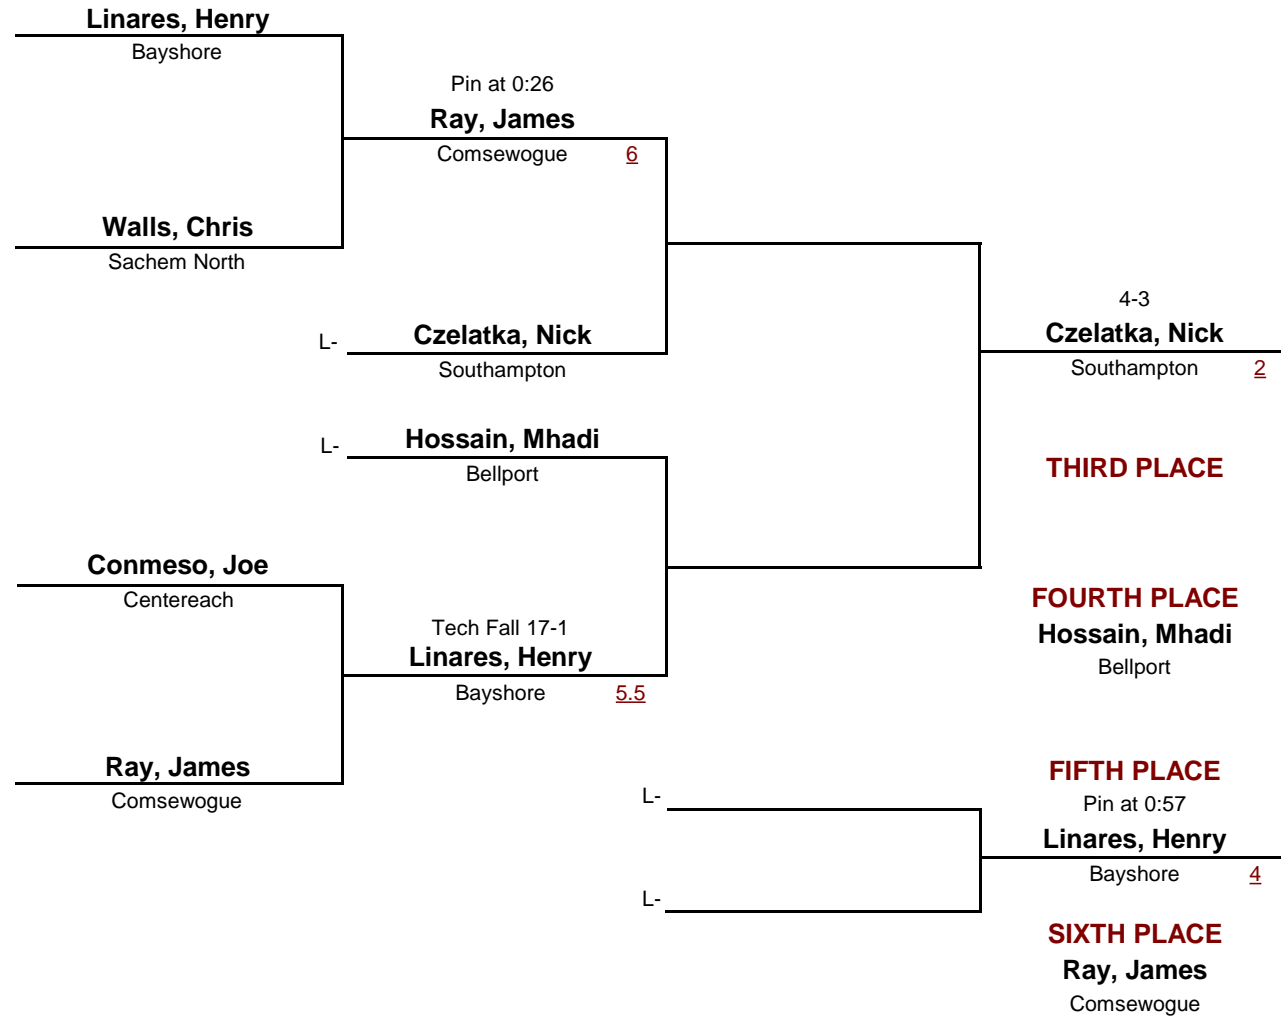 Linares, Henry
Bayshore
Pin at 0:26
Ray, James
Comsewogue 6
Walls, Chris
Sachem North
4-3
L- Czelatka, Nick
Southampton
Czelatka, Nick
Southampton 2
L- Hossain, Mhadi
Bellport
THIRD PLACE
Conmeso, Joe
Centereach
FOURTH PLACE
Hossain, Mhadi
Bellport
Tech Fall 17-1
Linares, Henry
Bayshore 5.5
Ray, James
Comsewogue
FIFTH PLACE
L-
Pin at 0:57
Linares, Henry
Bayshore 4
L-
SIXTH PLACE
Ray, James
Comsewogue